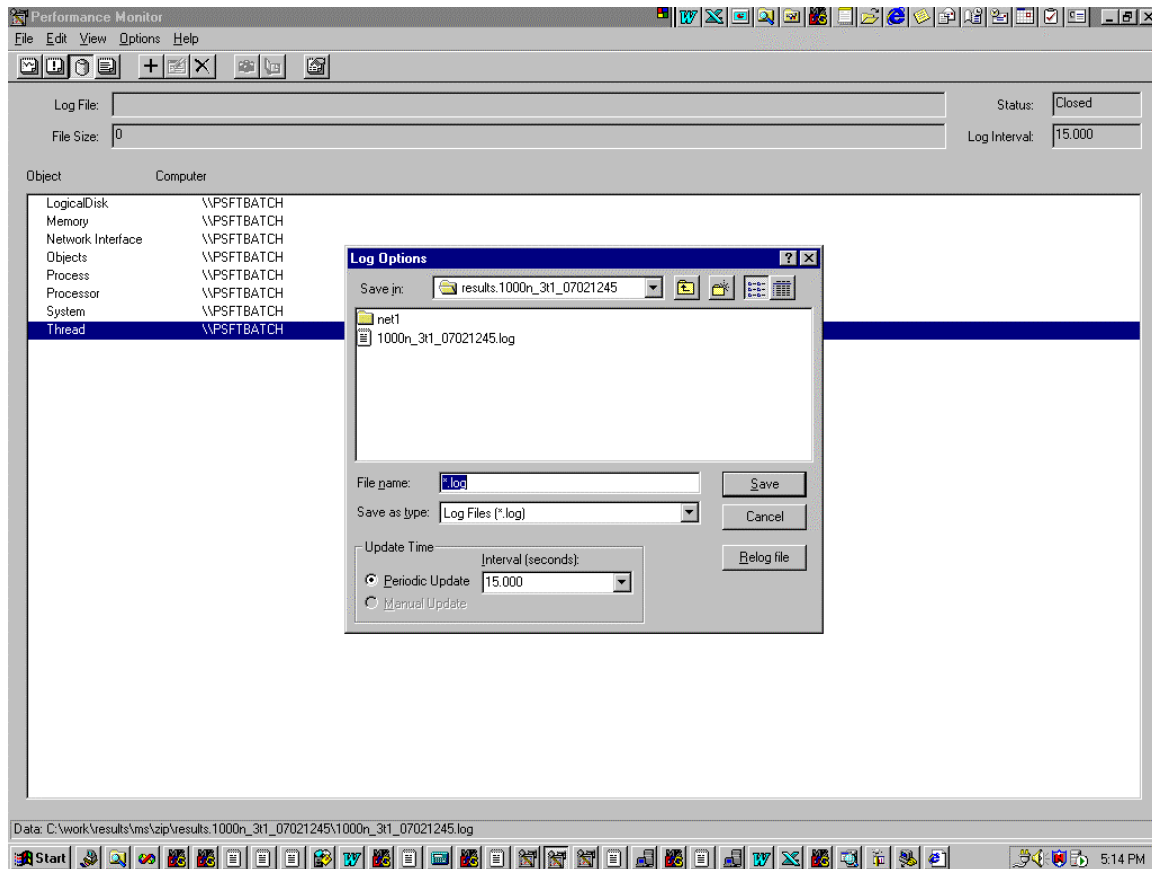 Performance Monitor
File Edit View Options Help
Log File:
Status: Closed
File Size: 0
Log Interval: 15.000
Object Computer
LogicalDisk \\PSFTBATCH
Memory \\PSFTBATCH
Network Interface \\PSFTBATCH
Objects \\PSFTBATCH
Process \\PSFTBATCH
Processor \\PSFTBATCH
System \\PSFTBATCH
Thread \\PSFTBATCH
Log Options
Save in: results.1000n_3t1_07021245
net1
1000n_3t1_07021245.log
File name: *.log
Save
Save as type: Log Files (*.log)
Cancel
Update Time
Interval (seconds):
Relog file
Periodic Update 15.000
Manual Update
Data: C:\work\results\ms\zip\results.1000n_3t1_07021245\1000n_3t1_07021245.log
Start
5:14 PM